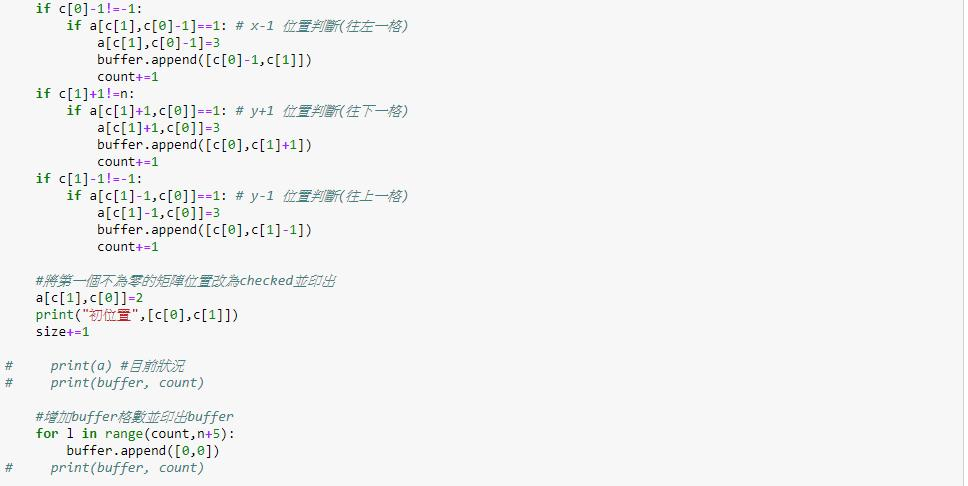 if c[0]-1!=-1:
if a[c[1],c[0]-1]==1: # x-1 位置判斷(往左一格)
a[c[1],c[0]-1]=3
buffer.append([c[0]-1,c[1]])
count+=1
if c[1]+1!=n:
if a[c[1]+1,c[0]]==1: # y+1 位置判斷(往下一格)
a[c[1]+1,c[0]]=3
buffer.append([c[0],c[1]+1])
count+=1
if c[1]-1!=-1:
if a[c[1]-1,c[0]]==1: # y-1 位置判斷(往上一格)
a[c[1]-1,c[0]]=3
buffer.append([c[0],c[1]-1])
count+=1
#將第一個不為零的矩陣位置改為checked並印出
a[c[1],c[0]]=2
print("初位置",[c[0],c[1]])
size+=1
# print(a) #目前狀況
# print(buffer, count)
#增加buffer格數並印出buffer
for l in range(count,n+5):
buffer.append([0,0])
# print(buffer, count)